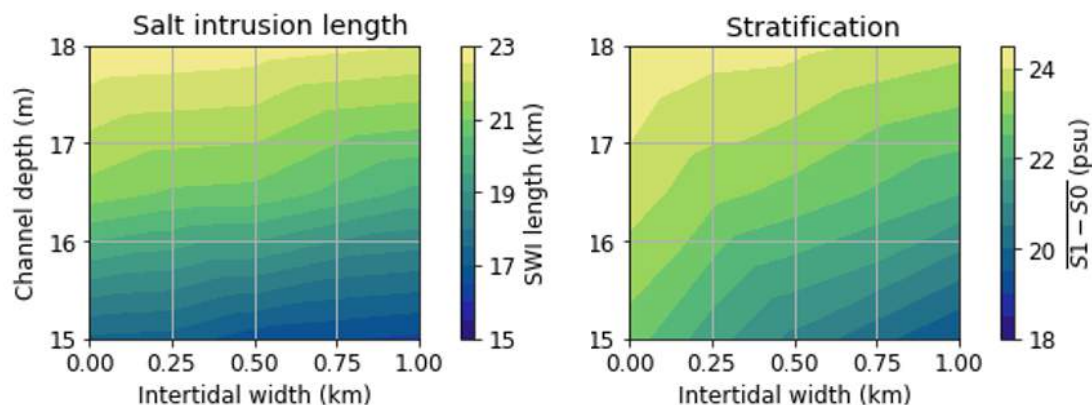 Salt intrusion length
Channel depth (m)
18
17
16
15
0.00 0.25 0.50 0.75 1.00
Intertidal width (km)
23
21
19
17
15
SWI length (km)
Stratification
18
17
16
15
0.00 0.25 0.50 0.75 1.00
Intertidal width (km)
24
22
20
18
S1 − S0 (psu)